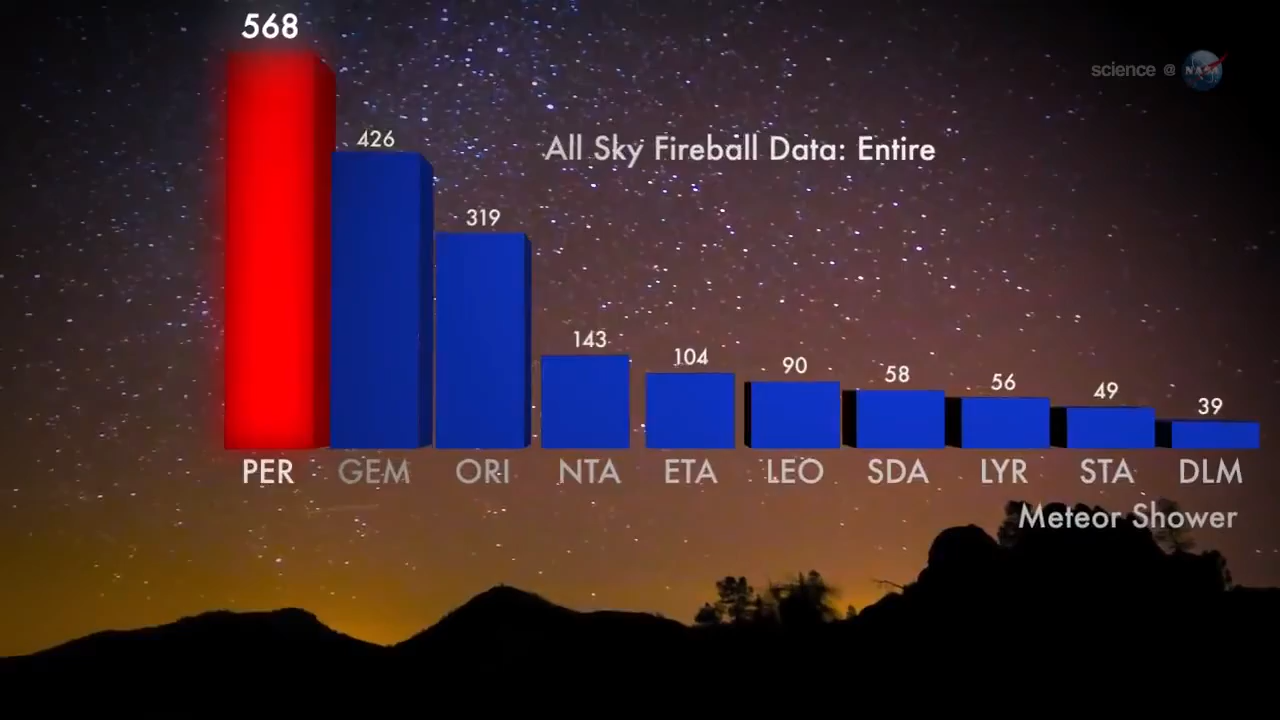 568
science @ NASA
426
All Sky Fireball Data: Entire
319
143
104
90
58
56
49
39
PER GEM ORI NTA ETA LEO SDA LYR STA DLM
Meteor Shower